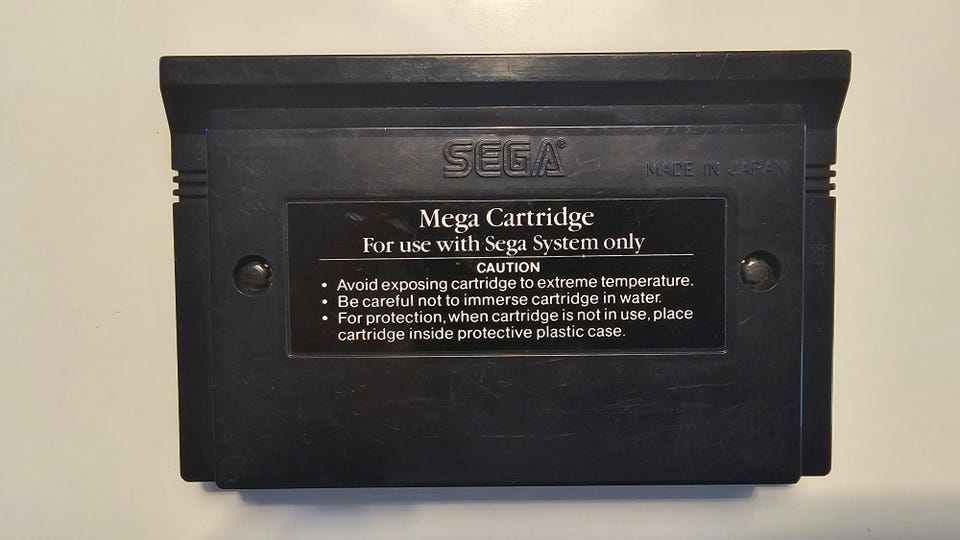 SEGA®
MADE IN JAPAN
Mega Cartridge
For use with Sega System only
CAUTION
• Avoid exposing cartridge to extreme temperature.
• Be careful not to immerse cartridge in water.
• For protection, when cartridge is not in use, place
cartridge inside protective plastic case.